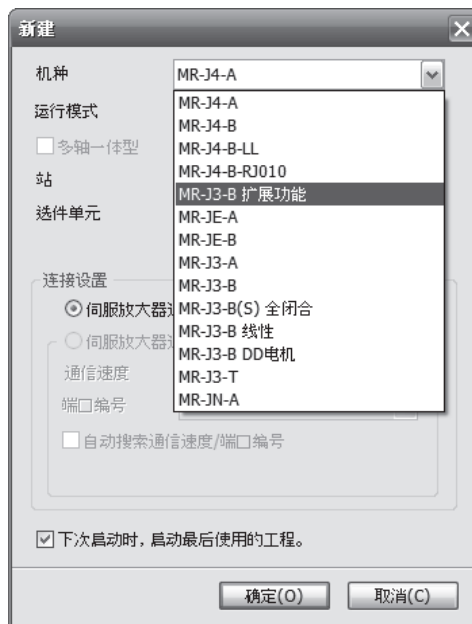 新建
机种 MR-J4-A
运行模式 MR-J4-A
MR-J4-B
多轴一体型 MR-J4-B-LL
站 MR-J4-B-RJ010
MR-J3-B 扩展功能
选件单元 MR-JE-A
MR-JE-B
MR-J3-A
连接设置 MR-J3-B
伺服放大器 MR-J3-B(S) 全闭合
伺服放大器 MR-J3-B 线性
MR-J3-B DD电机
通信速度 MR-J3-T
端口编号 MR-JN-A
自动搜索通信速度/端口编号
下次启动时，启动最后使用的工程。
确定(O) 取消(C)